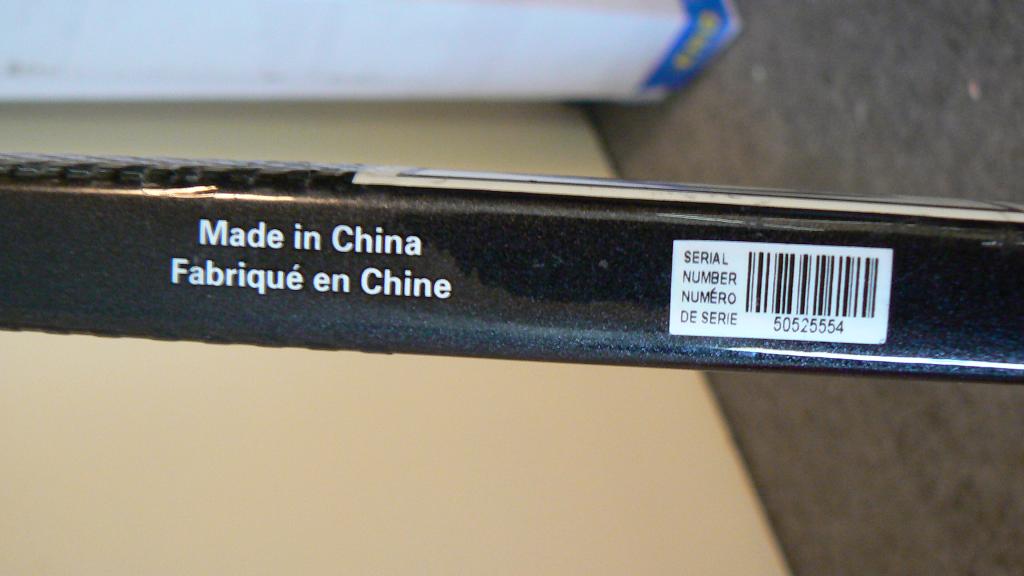 Made in China
Fabriqué en Chine
SERIAL
NUMBER
NUMÉRO
DE SERIE
50525554